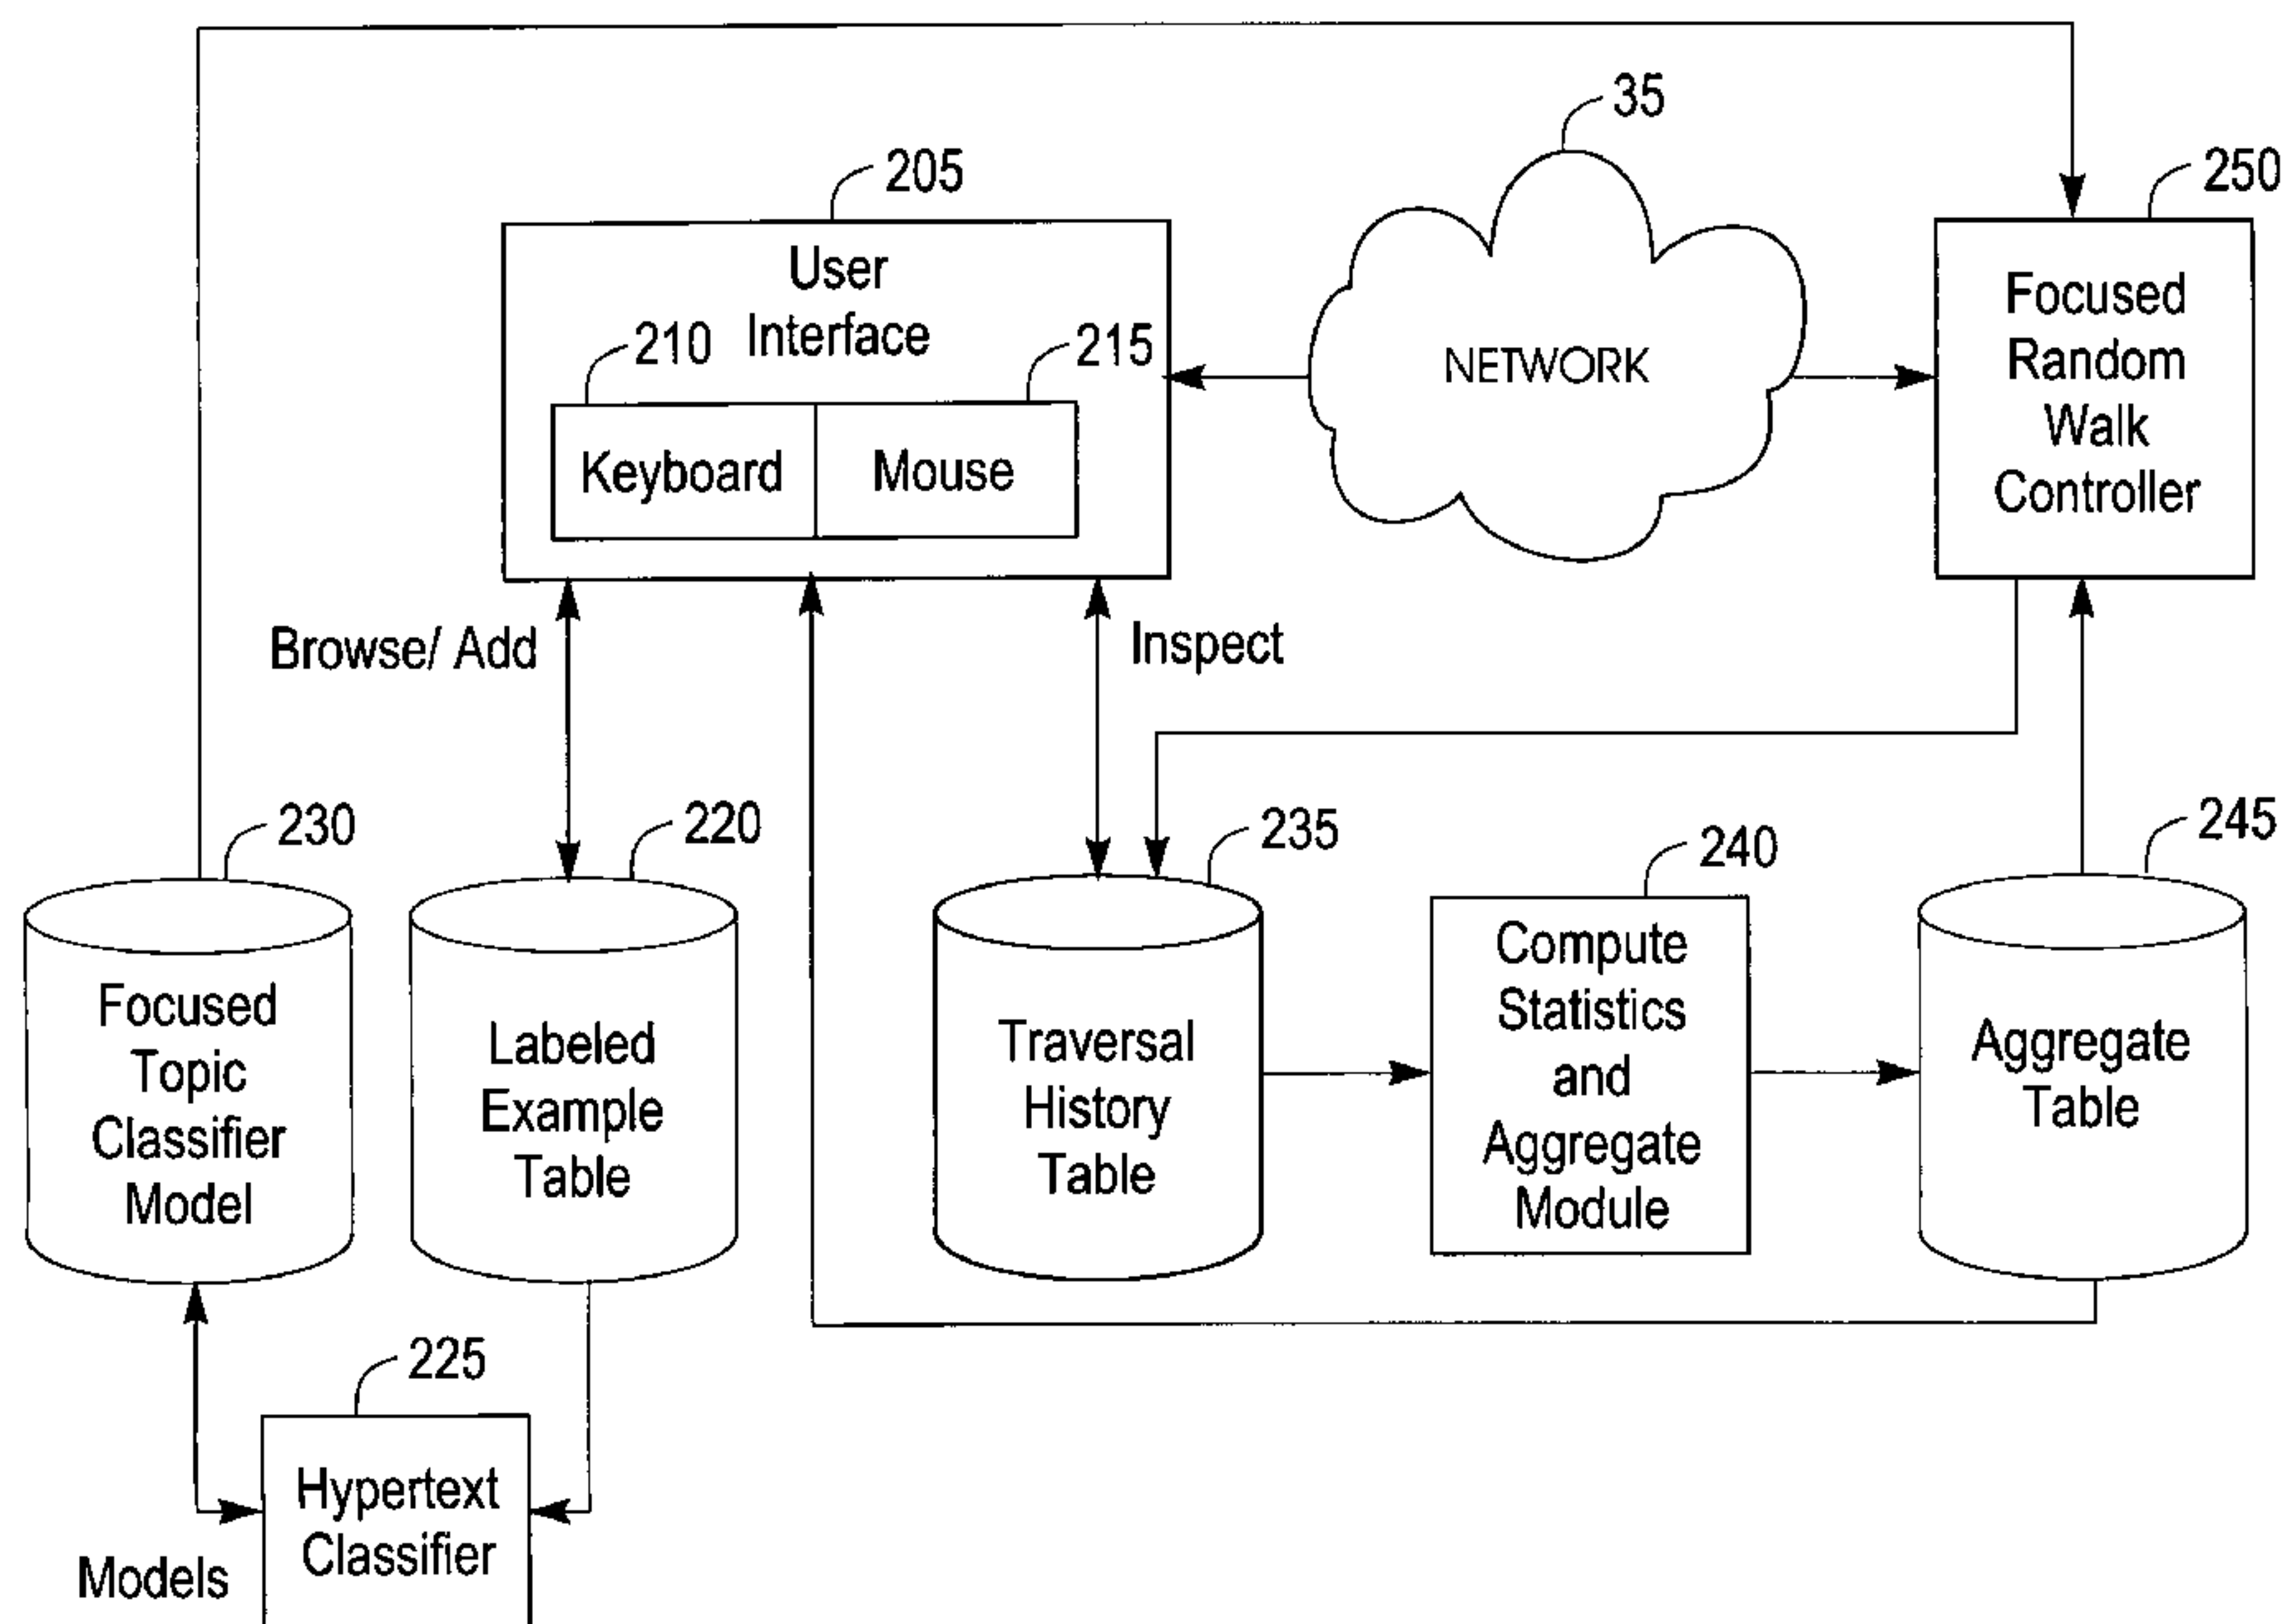 35
205
250
User
Interface
210
215
Keyboard
Mouse
NETWORK
Focused
Random
Walk
Controller
Browse/ Add
Inspect
230
220
235
240
245
Focused
Topic
Classifier
Model
Labeled
Example
Table
Traversal
History
Table
Compute
Statistics
and
Aggregate
Module
Aggregate
Table
225
Hypertext
Classifier
Models